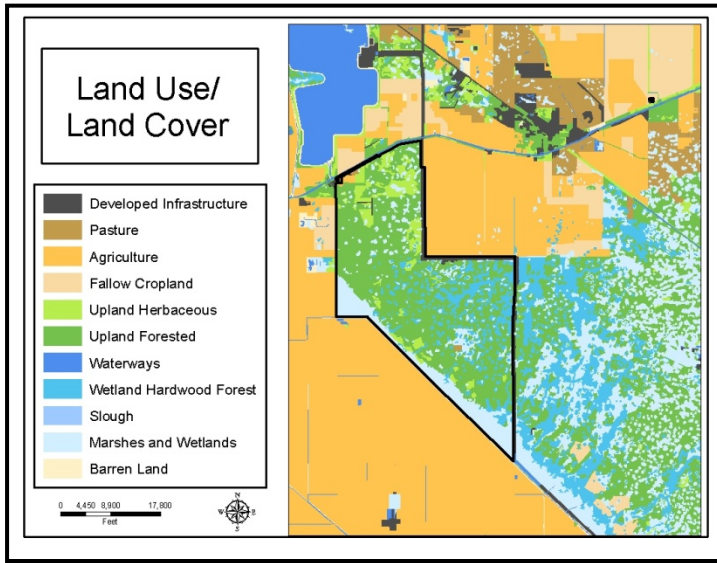 Land Use/
Land Cover
Developed Infrastructure
Pasture
Agriculture
Fallow Cropland
Upland Herbaceous
Upland Forested
Waterways
Wetland Hardwood Forest
Slough
Marshes and Wetlands
Barren Land
0 4,450 8,900 17,800
Feet
N
W E
S